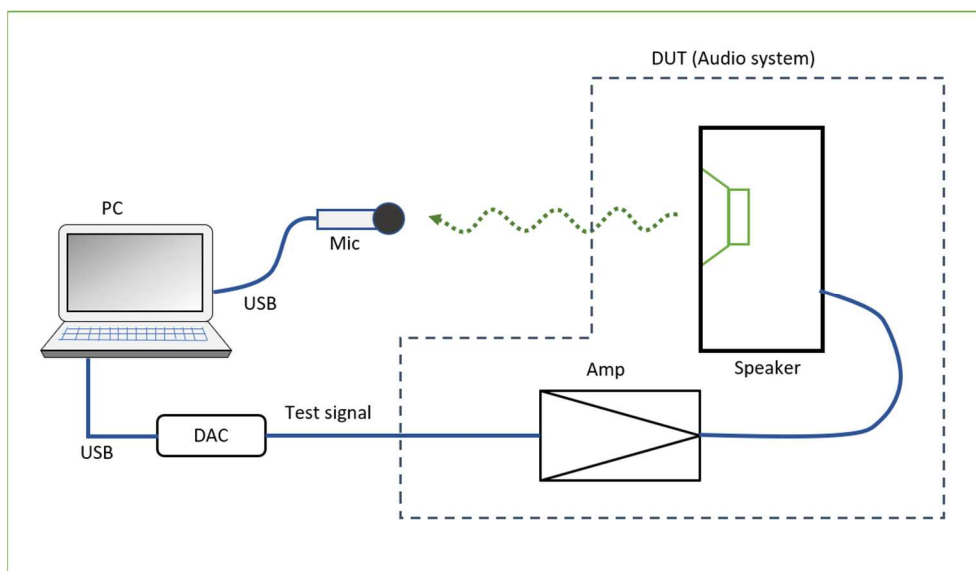 DUT (Audio system)
PC
Mic
USB
Speaker
Amp
Test signal
DAC
USB